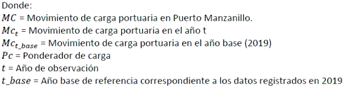 Donde:
MC = Movimiento de carga portuaria en Puerto Manzanillo.
Mc_t = Movimiento de carga portuaria en el año t
Mc_t_base = Movimiento de carga portuaria en el año base (2019)
Pc = Ponderador de carga
t = Año de observación
t_base = Año base de referencia correspondiente a los datos registrados en 2019